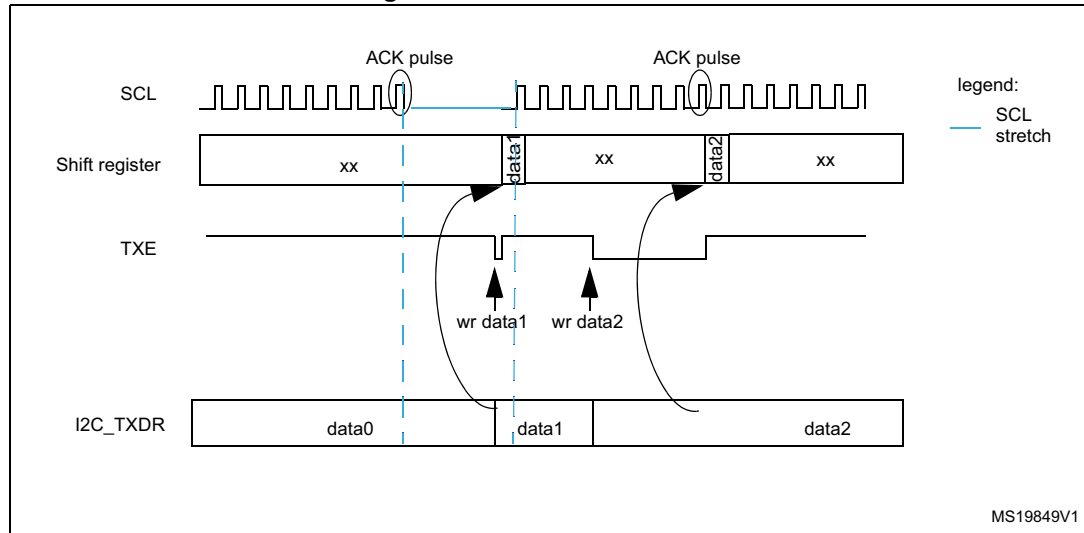 ACK pulse
ACK pulse
legend:
SCL
SCL
stretch
Shift register
xx
data1
xx
data2
xx
TXE
wr data1
wr data2
I2C_TXDR
data0
data1
data2
MS19849V1